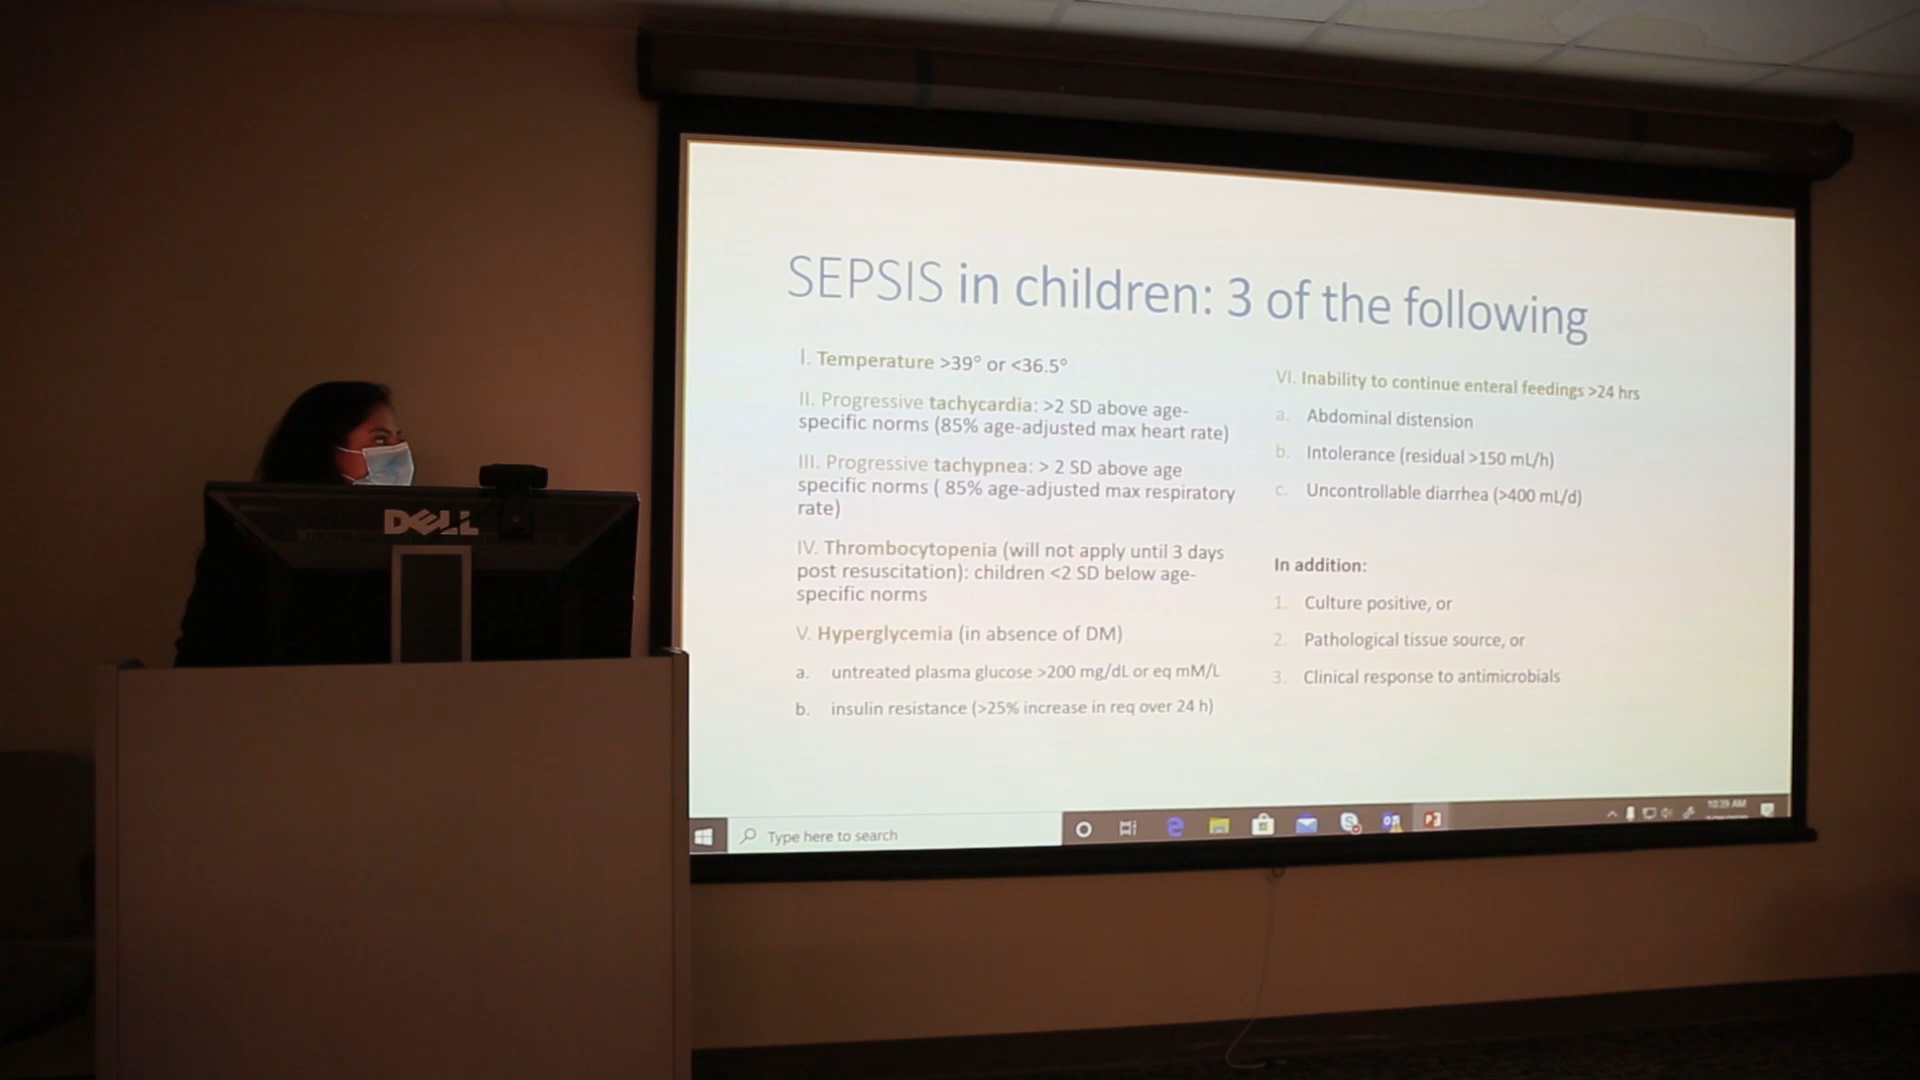 SEPSIS in children: 3 of the following
I. Temperature >39° or <36.5°
II. Progressive tachycardia: >2 SD above age-
specific norms (85% age-adjusted max heart rate)
III. Progressive tachypnea: > 2 SD above age
specific norms ( 85% age-adjusted max respiratory
rate)
IV. Thrombocytopenia (will not apply until 3 days
post resuscitation): children <2 SD below age-
specific norms
V. Hyperglycemia (in absence of DM)
a. untreated plasma glucose >200 mg/dL or eq mM/L
b. insulin resistance (>25% increase in req over 24 h)
VI. Inability to continue enteral feedings >24 hrs
a. Abdominal distension
b. Intolerance (residual >150 mL/h)
c. Uncontrollable diarrhea (>400 mL/d)
In addition:
1. Culture positive, or
2. Pathological tissue source, or
3. Clinical response to antimicrobials
DELL
Type here to search
10:39 AM